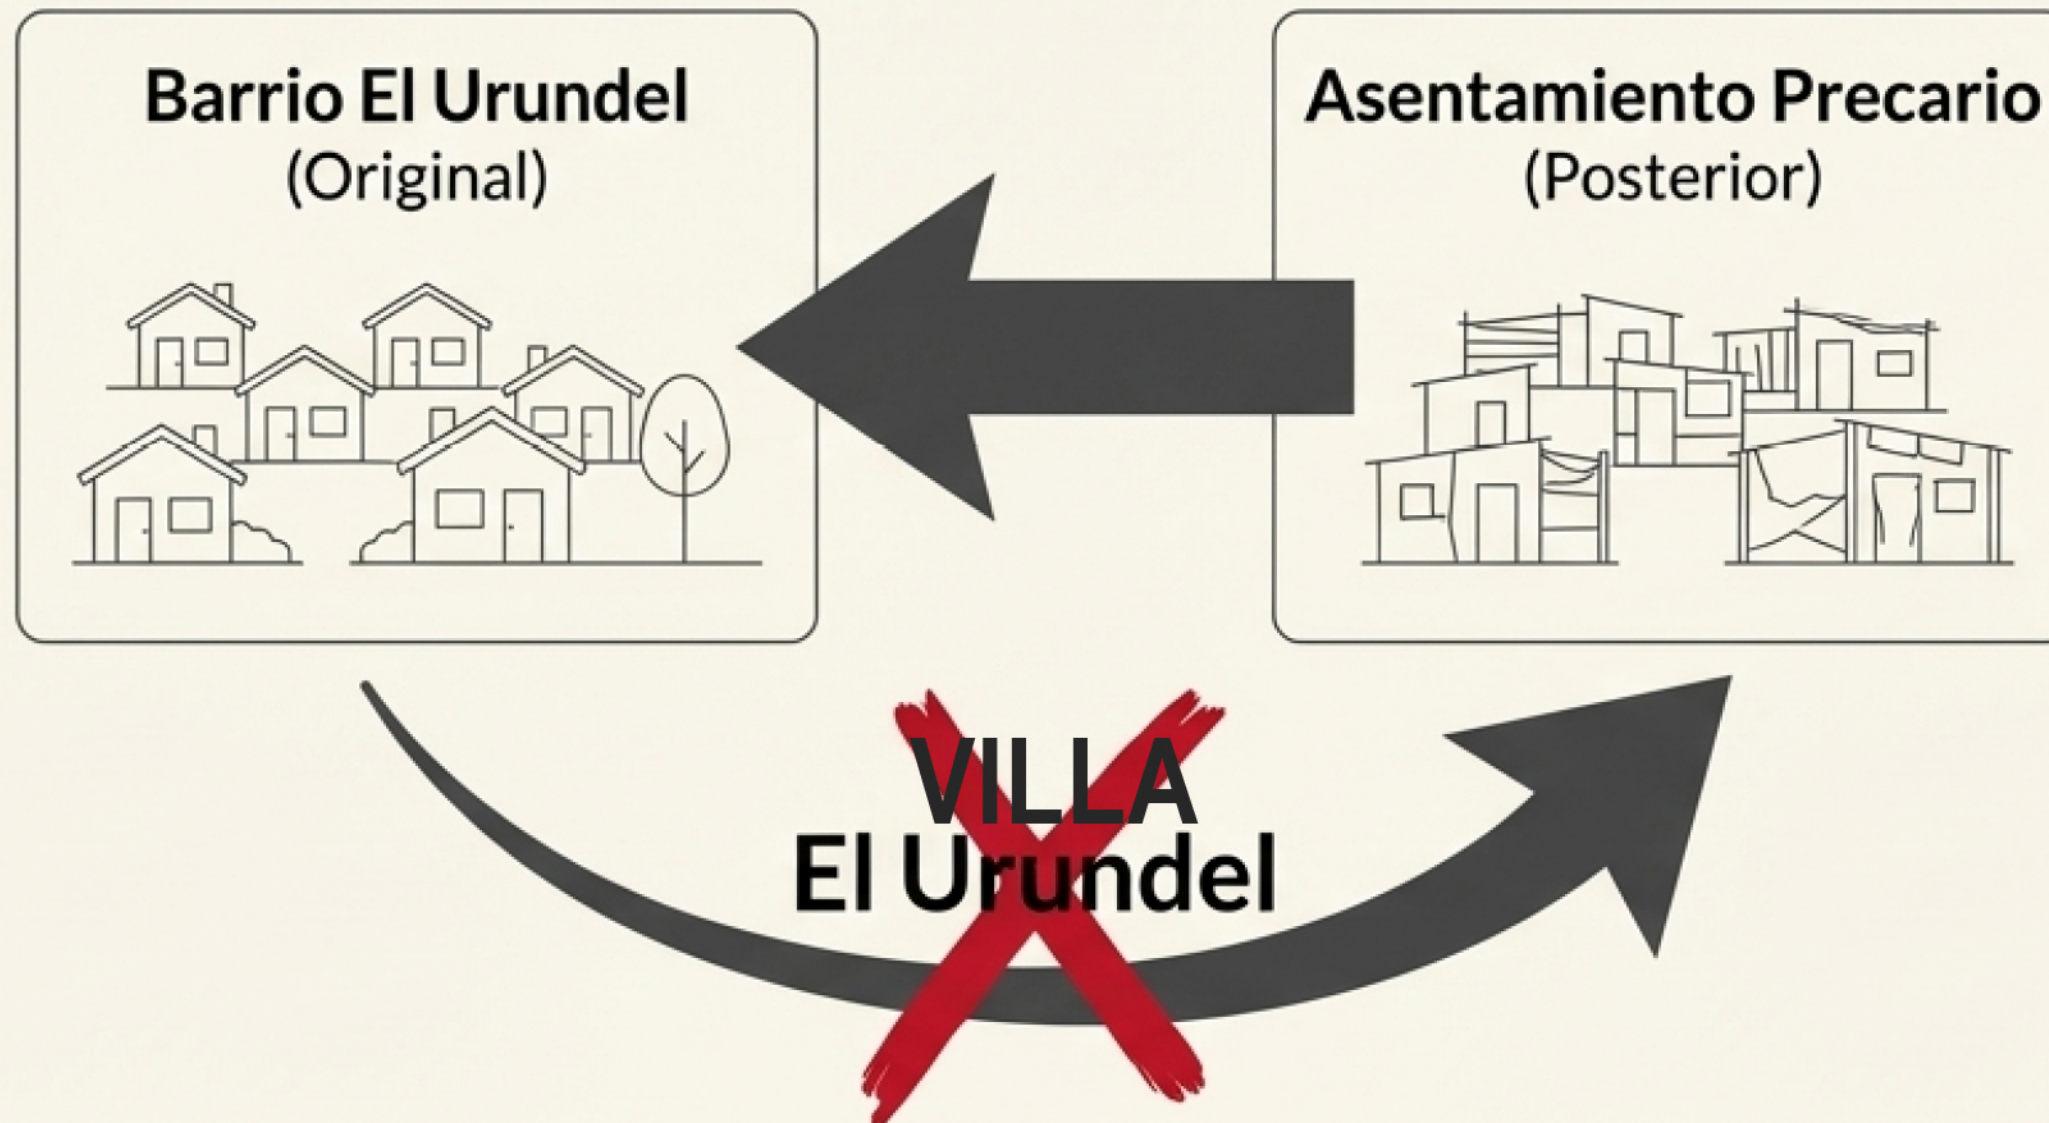 Barrio El Urundel
(Original)
Asentamiento Precario
(Posterior)
VILLA
El Urundel